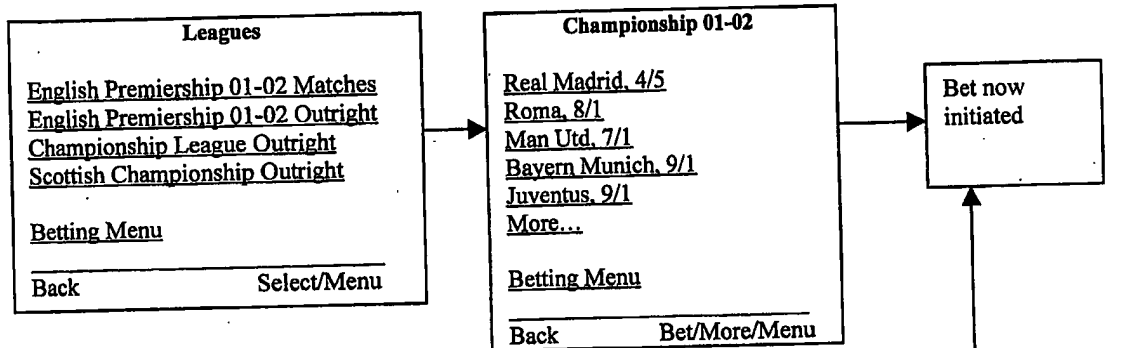 Leagues
English Premiership 01-02 Matches
English Premiership 01-02 Outright
Championship League Outright
Scottish Championship Outright
Betting Menu
Back Select/Menu
Championship 01-02
Real Madrid, 4/5
Roma, 8/1
Man Utd, 7/1
Bayern Munich, 9/1
Juventus, 9/1
More...
Betting Menu
Back Bet/More/Menu
Bet now
initiated